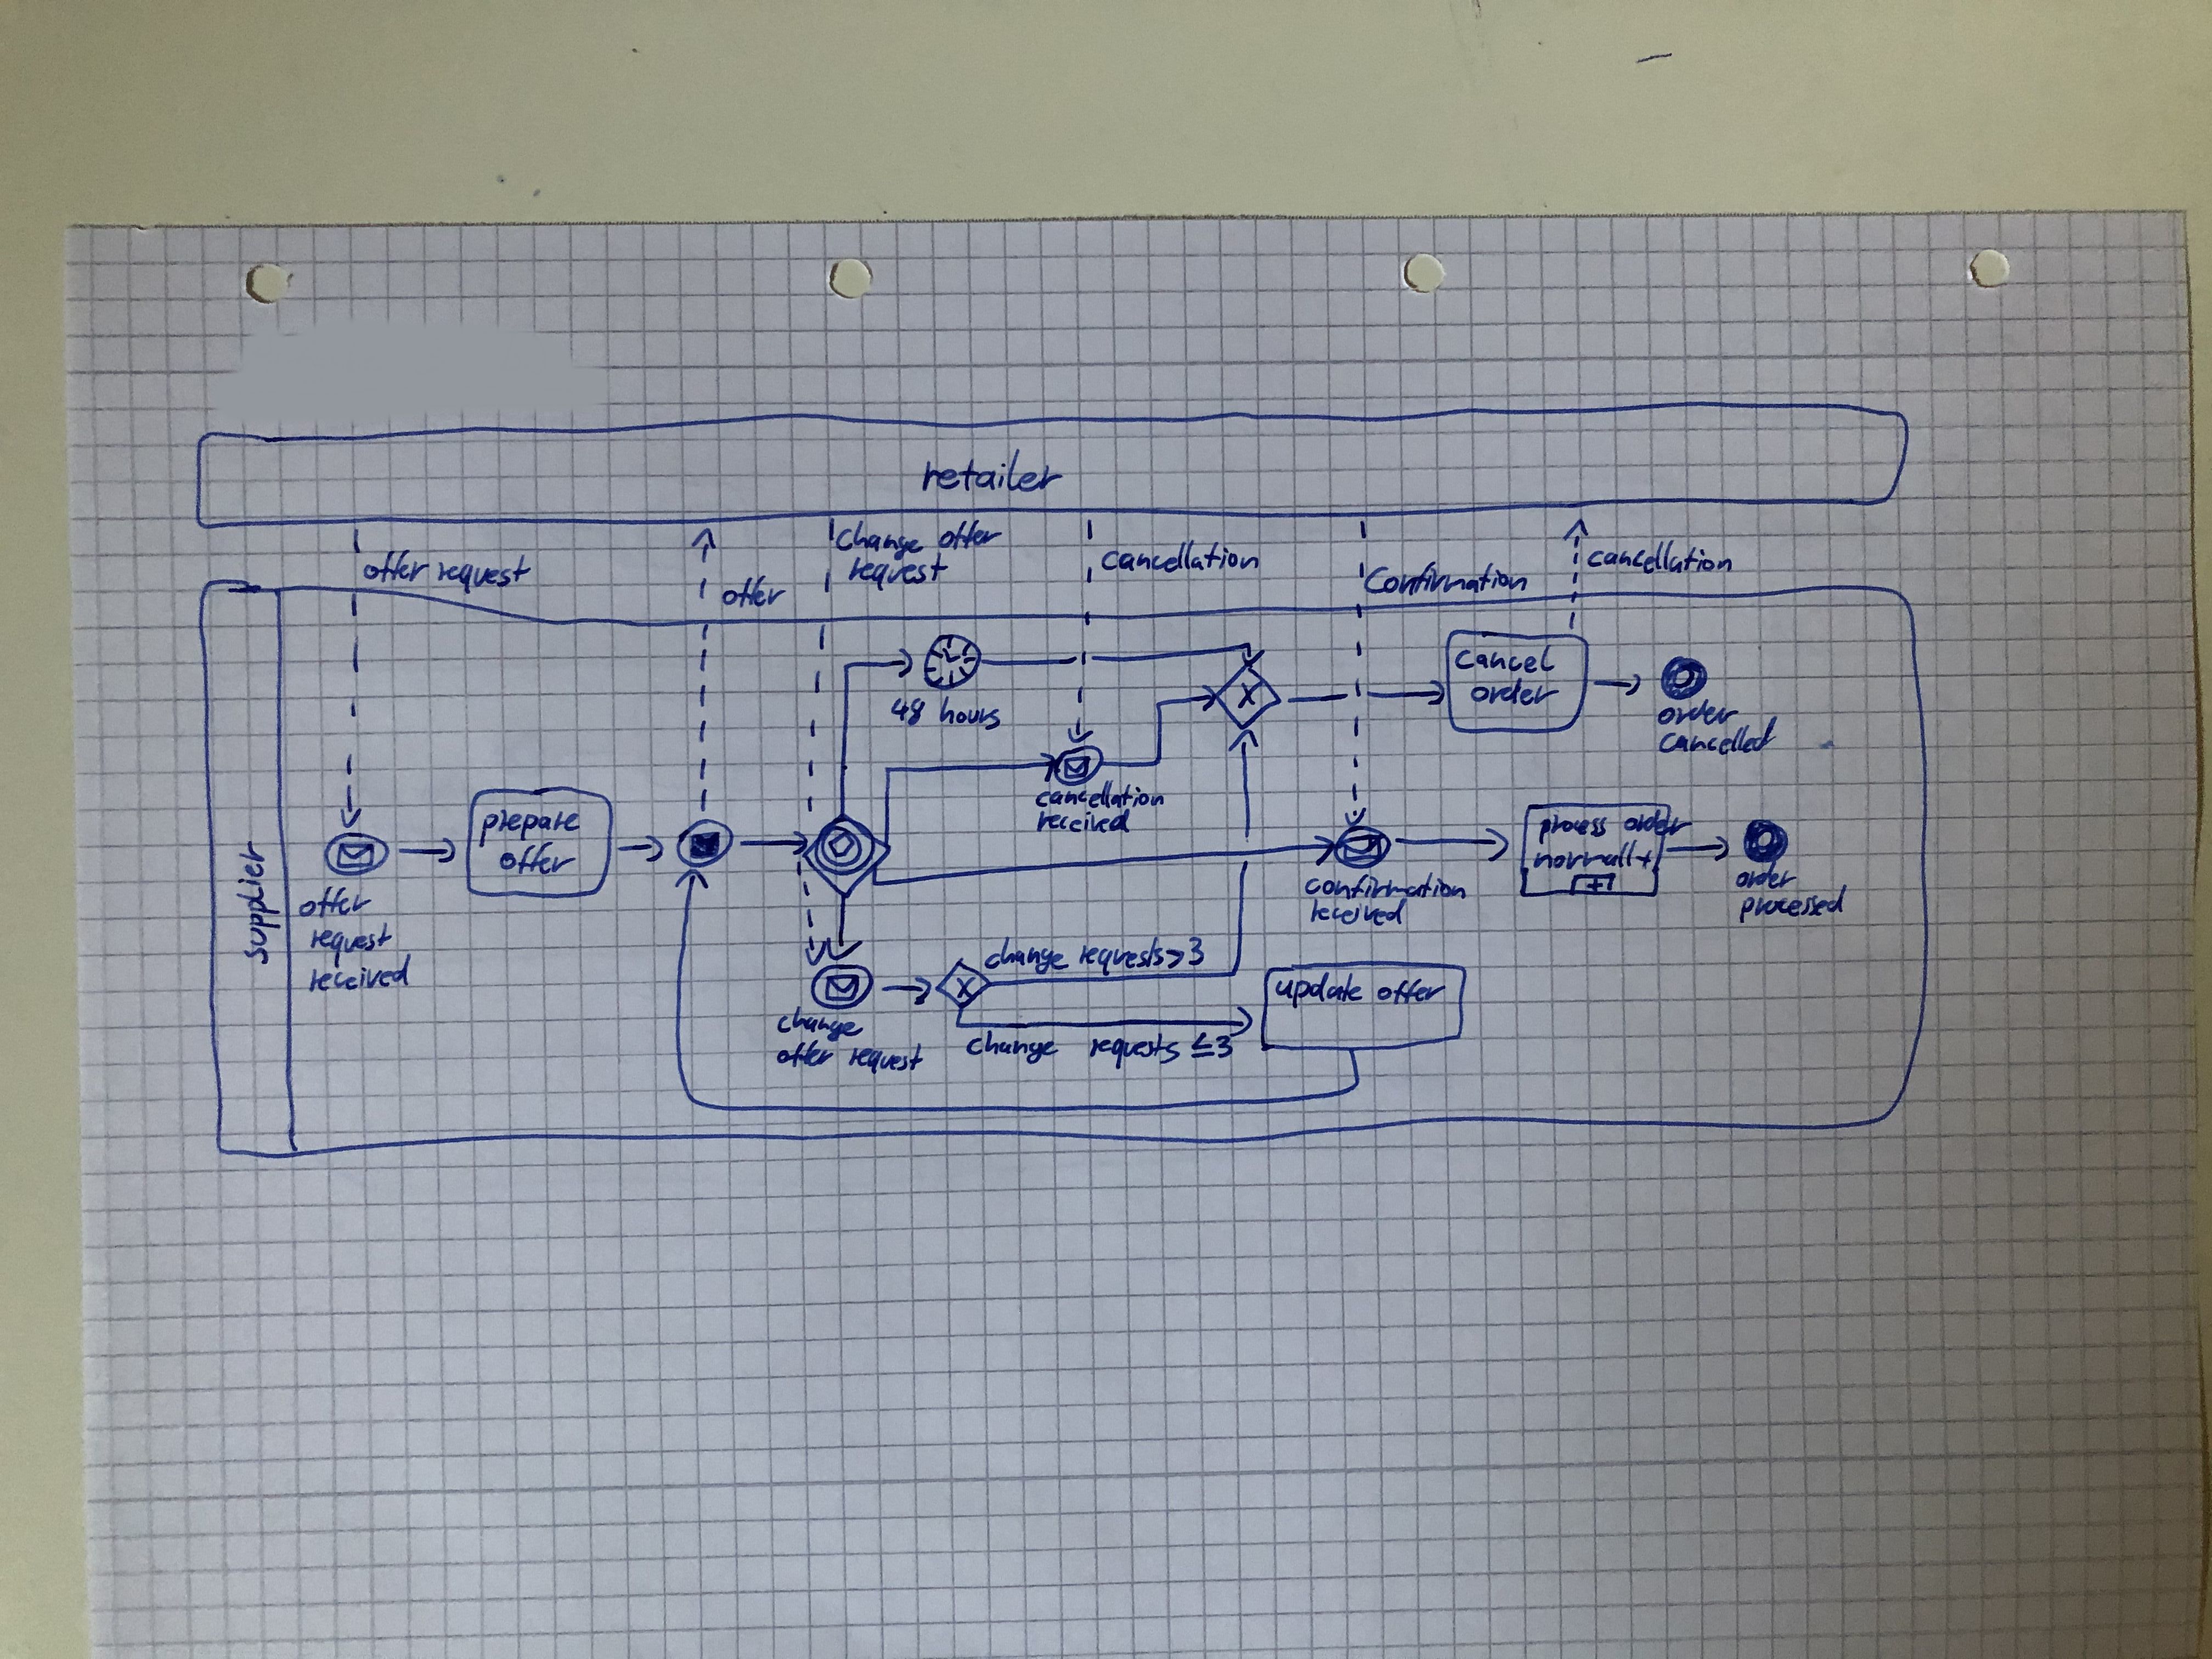 retailer
offer request
offer
change offer
request
cancellation
Confirmation
cancellation
supplier
48 hours
X
cancel
order
order
cancelled
cancellation
received
prepare
offer
offer
request
received
process order
order
processed
confirmation
received
change
offer request
X
change requests>3
change requests ≤3
update offer